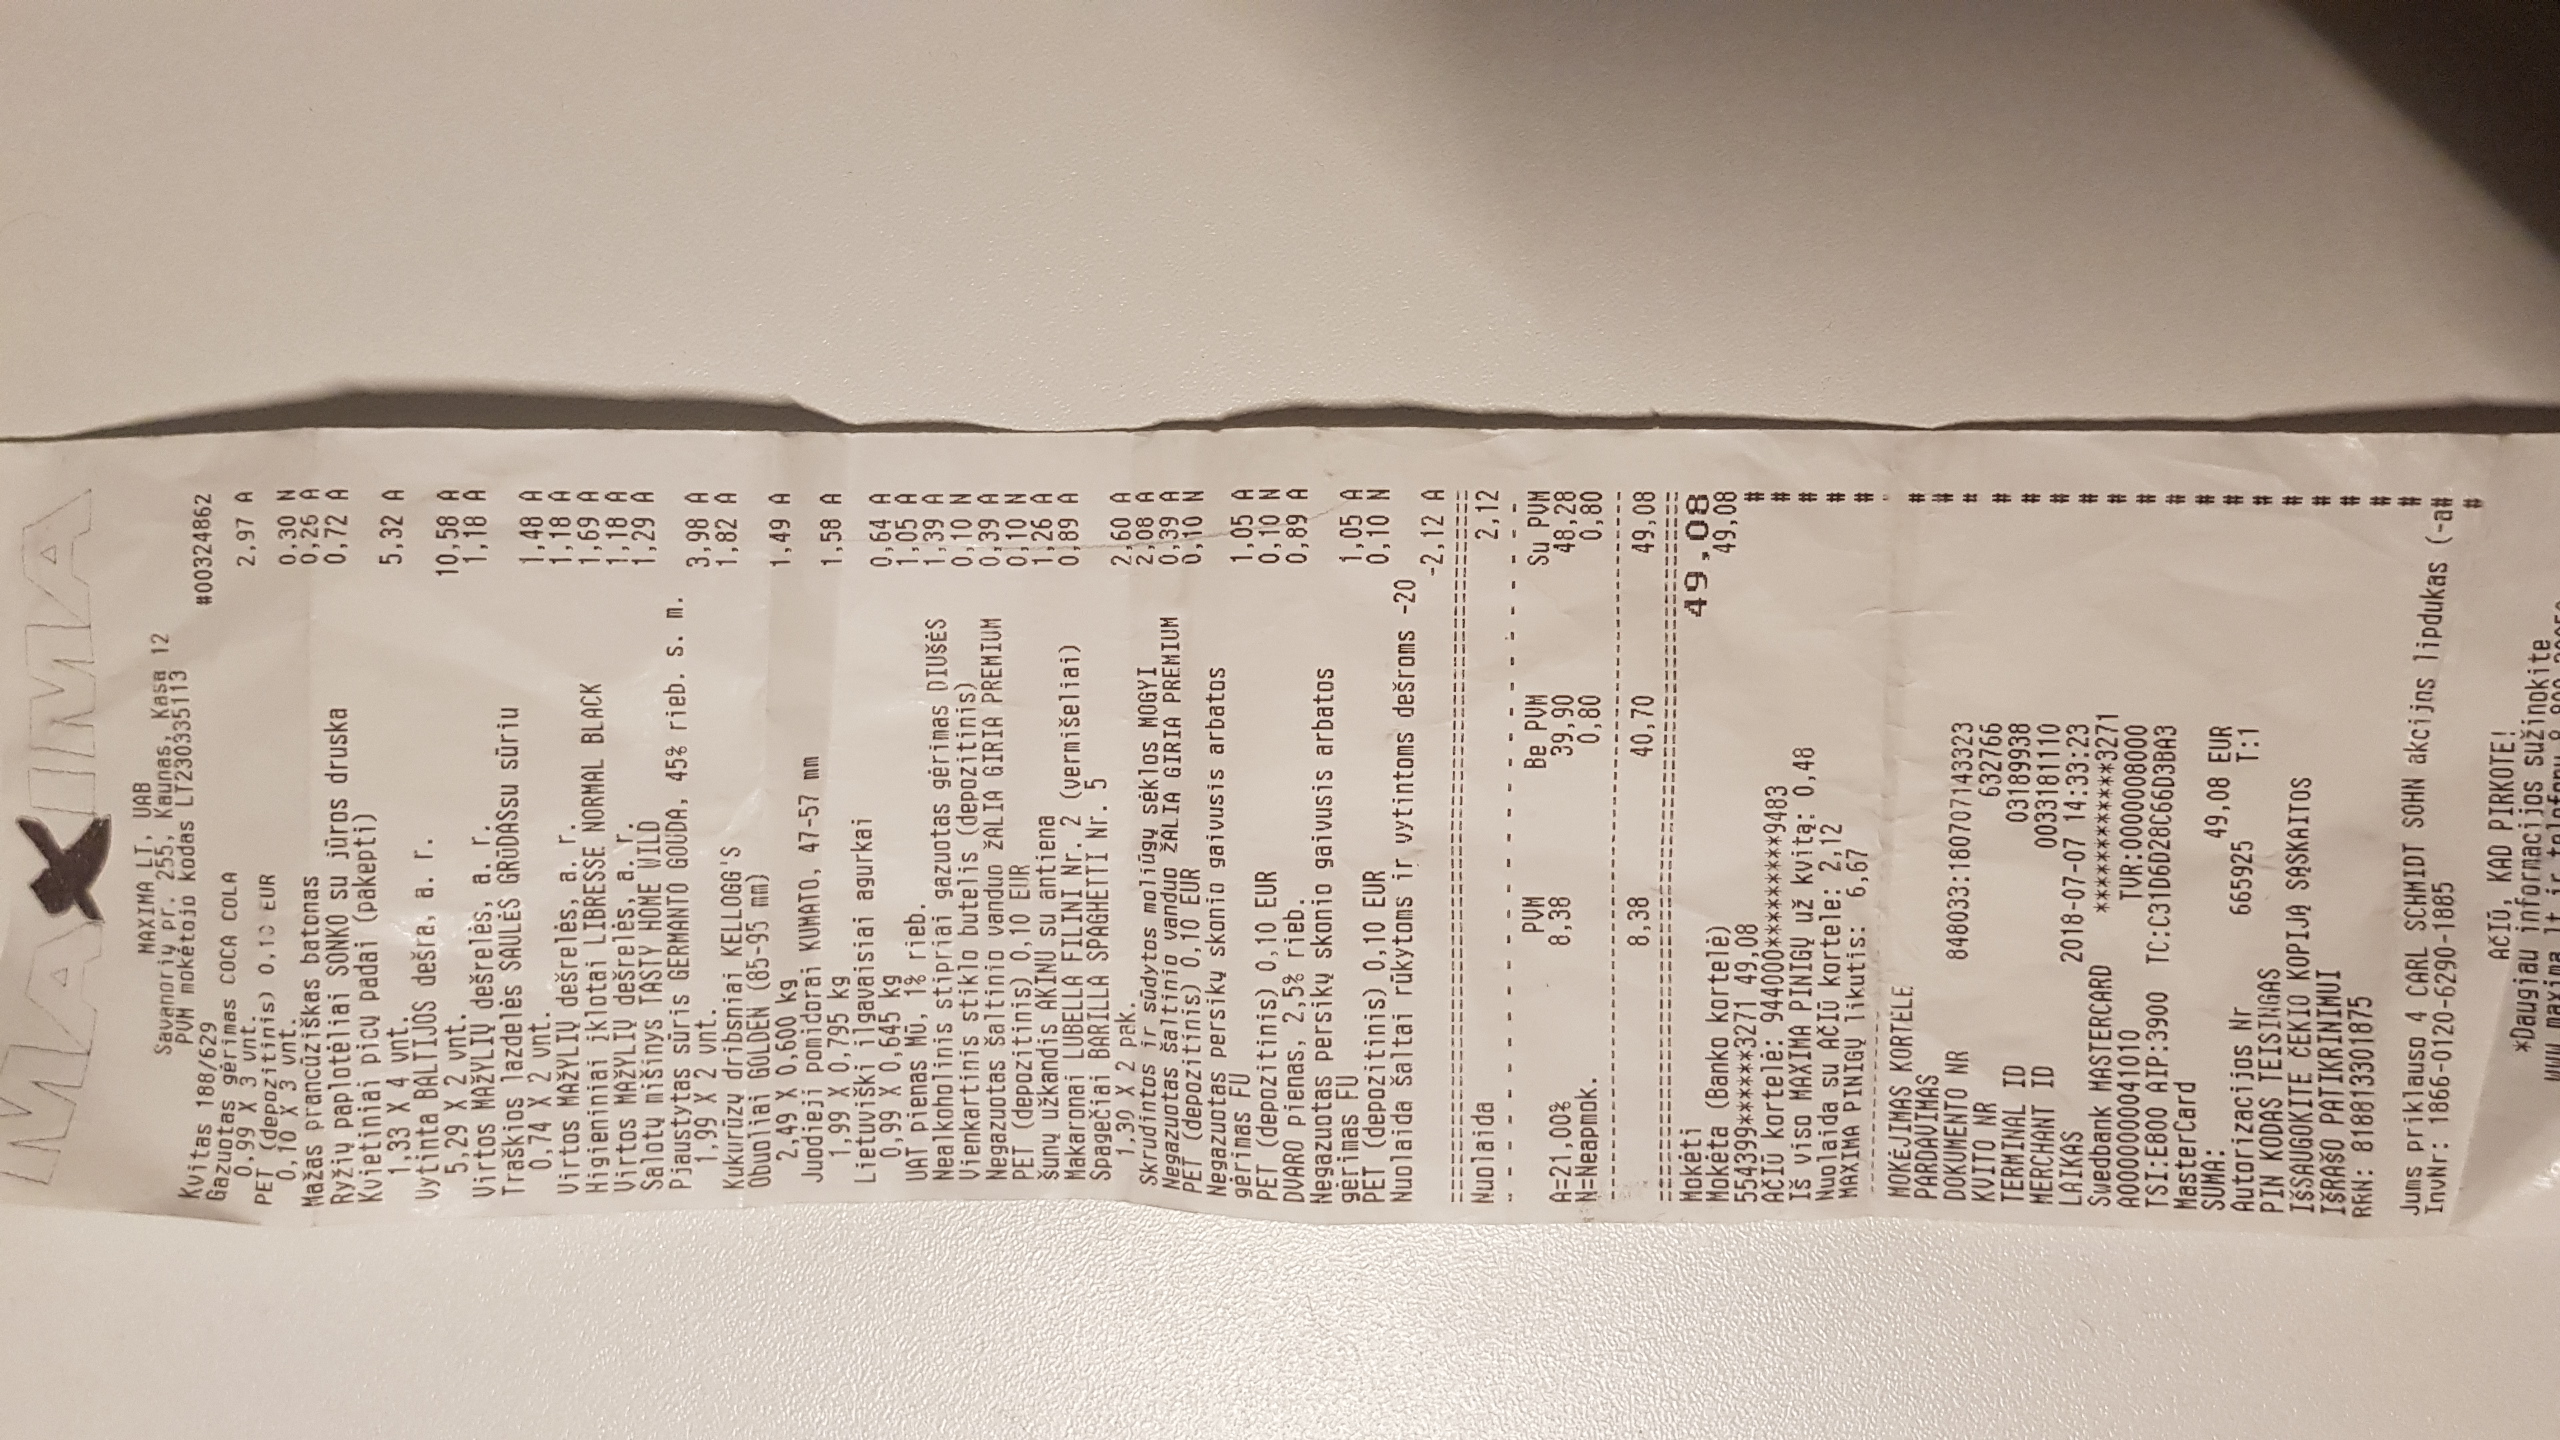 MAXIMA
MAXIMA LT, UAB
Savanorių pr. 255, Kaunas, Kasa 12
PVM mokėtojo kodas LT230335113
Kvitas 188/629 #00324862
Gazuotas gėrimas COCA COLA
0,99 X 3 vnt. 2,97 A
PET (depozitinis) 0,10 EUR
0,10 X 3 vnt. 0,30 N
Mažas prancūziškas batonas 0,26 A
Ryžių paplotėliai SONKO su jūros druska 0,72 A
Kvietiniai picų padai (pakepti)
1,33 X 4 vnt. 5,32 A
Vytinta BALTIJOS dešra, a. r.
5,29 X 2 vnt. 10,58 A
Virtos MAžYLIŲ dešrelės, a. r. 1,18 A
Traškios lazdelės SAULĖS GRŪDASsu sūriu
0,74 X 2 vnt. 1,48 A
Virtos MAžYLIŲ dešrelės, a. r. 1,18 A
Higieniniai įklotai LIBRESSE NORMAL BLACK 1,69 A
Virtos MAžYLIŲ dešrelės, a. r. 1,18 A
Salotų mišinys TASTY HOME WILD 1,29 A
Pjaustytas sūris GERMANTO GOUDA, 45% rieb. s. m.
1,99 X 2 vnt. 3,98 A
Kukurūzų dribsniai KELLOGG'S 1,82 A
Obuoliai GOLDEN (85-95 mm)
2,49 X 0,600 kg 1,49 A
Juodieji pomidorai KUMATO, 47-57 mm
1,99 X 0,795 kg 1,58 A
Lietuviški ilgavaisiai agurkai
0,99 X 0,645 kg 0,64 A
UAT pienas MŪ, 1% rieb. 1,05 A
Nealkoholinis stipriai gazuotas gėrimas DIUšĖS 1,39 A
Vienkartinis stiklo butelis (depozitinis) 0,10 N
Negazuotas šaltinio vanduo žALIA GIRIA PREMIUM 0,39 A
PET (depozitinis) 0,10 EUR 0,10 N
šunų užkandis AKINU su antiena 1,26 A
Makaronai LUBELLA FILINI Nr. 2 (vermišeliai) 0,89 A
Spagečiai BARILLA SPAGHETTI Nr. 5
1,30 X 2 pak. 2,60 A
Skrudintos ir sūdytos moliūgų sėklos MOGYI 2,08 A
Negazuotas šaltinio vanduo žALIA GIRIA PREMIUM 0,39 A
PET (depozitinis) 0,10 EUR 0,10 N
Negazuotas persikų skonio gaivusis arbatos
gėrimas FU 1,05 A
PET (depozitinis) 0,10 EUR 0,10 N
DVARO pienas, 2,5% rieb. 0,89 A
Negazuotas persikų skonio gaivusis arbatos
gėrimas FU 1,05 A
PET (depozitinis) 0,10 EUR 0,10 N
Nuolaida šaltai rūkytoms ir vytintoms dešroms -20
-2,12 A
Nuolaida 2,12
PVM Be PVM Su PVM
A=21,00% 8,38 39,90 48,28
N=Neapmok. 0,80 0,80
8,38 40,70 49,08
Mokėti 49,08
Mokėta (Banko kortelė) 49,08
554399******3271 49,08 #
AčIŪ kortelė: 944000*********9483 #
Iš viso MAXIMA PINIGŲ už kvitą: 0,48 #
Nuolaida su AčIŪ kortele: 2,12 #
MAXIMA PINIGŲ likutis: 6,67 #
MOKĖJIMAS KORTELE
PARDAVIMAS #
DOKUMENTO NR 848033:180707143323 #
KVITO NR 632766 #
TERMINAL ID 03189938 #
MERCHANT ID 0033181110 #
LAIKAS 2018-07-07 14:33:23 #
Swedbank MASTERCARD ************3271 #
A0000000041010 TVR:0000008000 #
TSI:E800 AIP:3900 TC:C31D6D28C66D3BA3 #
MasterCard #
SUMA: 49,08 EUR #
Autorizacijos Nr 665925 T:1 #
PIN KODAS TEISINGAS #
IšSAUGOKITE ČEKIO KOPIJĄ SĄSKAITOS #
IšRAšO PATIKRINIMUI #
RRN: 818813301875 #
Jums priklauso 4 CARL SCHMIDT SOHN akcijos lipdukas (-a#
InvNr: 1866-0120-6290-1885 #
AčIŪ, KAD PIRKOTE!
*Daugiau informacijos sužinokite
www.maxima.lt ir telefonu 8 800